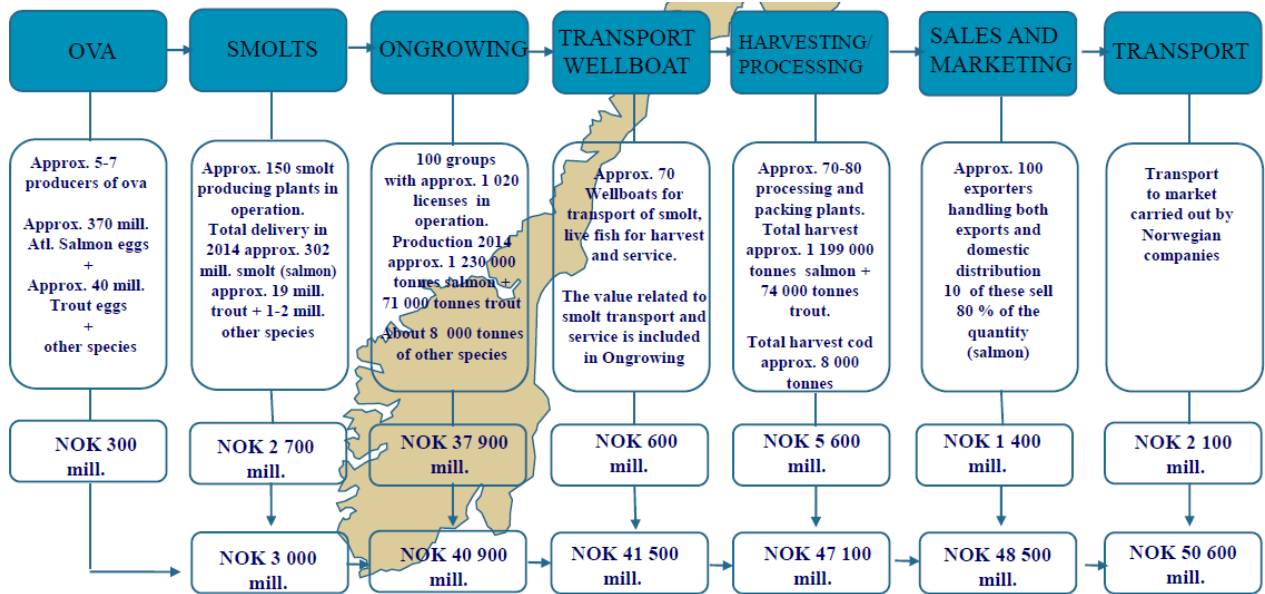 OVA
SMOLTS
ONGROWING
TRANSPORT
WELLBOAT
HARVESTING/
PROCESSING
SALES AND
MARKETING
TRANSPORT
Approx. 5-7
producers of ova
Approx. 370 mill.
Atl. Salmon eggs
+
Approx. 40 mill.
Trout eggs
+
other species
Approx. 150 smolt
producing plants in
operation.
Total delivery in
2014 approx. 302
mill. smolt (salmon)
approx. 19 mill.
trout + 1-2 mill.
other species
100 groups
with approx. 1 020
licenses in
operation.
Production 2014
approx. 1 230 000
tonnes salmon +
71 000 tonnes trout
About 8 000 tonnes
of other species
Approx. 70
Wellboats for
transport of smolt,
live fish for harvest
and service.
The value related to
smolt transport and
service is included
in Ongrowing
Approx. 70-80
processing and
packing plants.
Total harvest
approx. 1 199 000
tonnes salmon +
74 000 tonnes
trout.
Total harvest cod
approx. 8 000
tonnes
Approx. 100
exporters
handling both
exports and
domestic
distribution
10 of these sell
80 % of the
quantity
(salmon)
Transport
to market
carried out by
Norwegian
companies
NOK 300
mill.
NOK 2 700
mill.
NOK 37 900
mill.
NOK 600
mill.
NOK 5 600
mill.
NOK 1 400
mill.
NOK 2 100
mill.
NOK 3 000
mill.
NOK 40 900
mill.
NOK 41 500
mill.
NOK 47 100
mill.
NOK 48 500
mill.
NOK 50 600
mill.